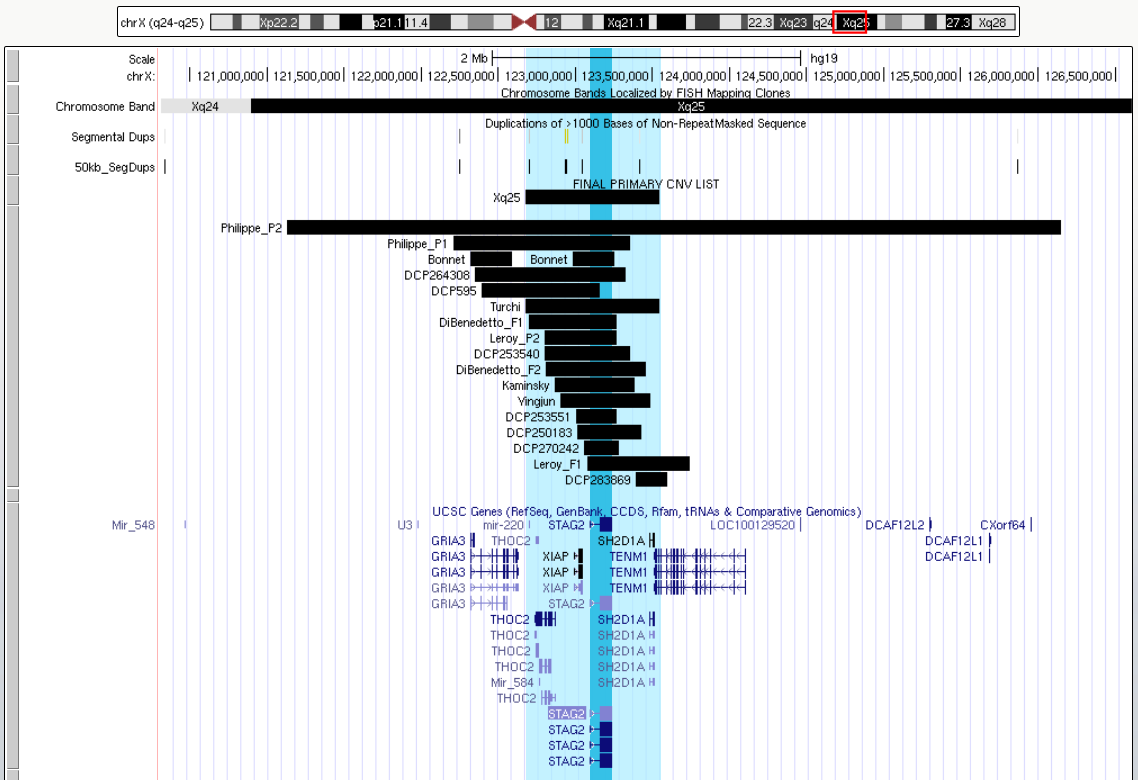 chrX (q24-q25) Xp22.2 p21.1 11.4 12 Xq21.1 22.3 Xq23 q24 Xq25 27.3 Xq28
Scale 2 Mb hg19
chrX: 121,000,000 121,500,000 122,000,000 122,500,000 123,000,000 123,500,000 124,000,000 124,500,000 125,000,000 125,500,000 126,000,000 126,500,000
Chromosome Bands Localized by FISH Mapping Clones
Chromosome Band Xq24 Xq25
Duplications of >1000 Bases of Non-RepeatMasked Sequence
Segmental Dups
50kb_SegDups
FINAL PRIMARY CNV LIST
Xq25
Philippe_P2
Philippe_P1
Bonnet Bonnet
DCP264308
DCP595
Turchi
DiBenedetto_F1
Leroy_P2
DCP253540
DiBenedetto_F2
Kaminsky
Yingjun
DCP253551
DCP250183
DCP270242
Leroy_F1
DCP283869
UCSC Genes (RefSeq, GenBank, CCDS, Rfam, tRNAs & Comparative Genomics)
Mir_548 U3 mir-220 STAG2 LOC100129520 DCAF12L2 CXorf64
GRIA3 THOC2 SH2D1A DCAF12L1
GRIA3 XIAP TENM1 DCAF12L1
GRIA3 XIAP TENM1
GRIA3 XIAP TENM1
GRIA3 STAG2
THOC2 SH2D1A
THOC2 SH2D1A
THOC2 SH2D1A
THOC2 SH2D1A
Mir_584 SH2D1A
THOC2
STAG2
STAG2
STAG2
STAG2